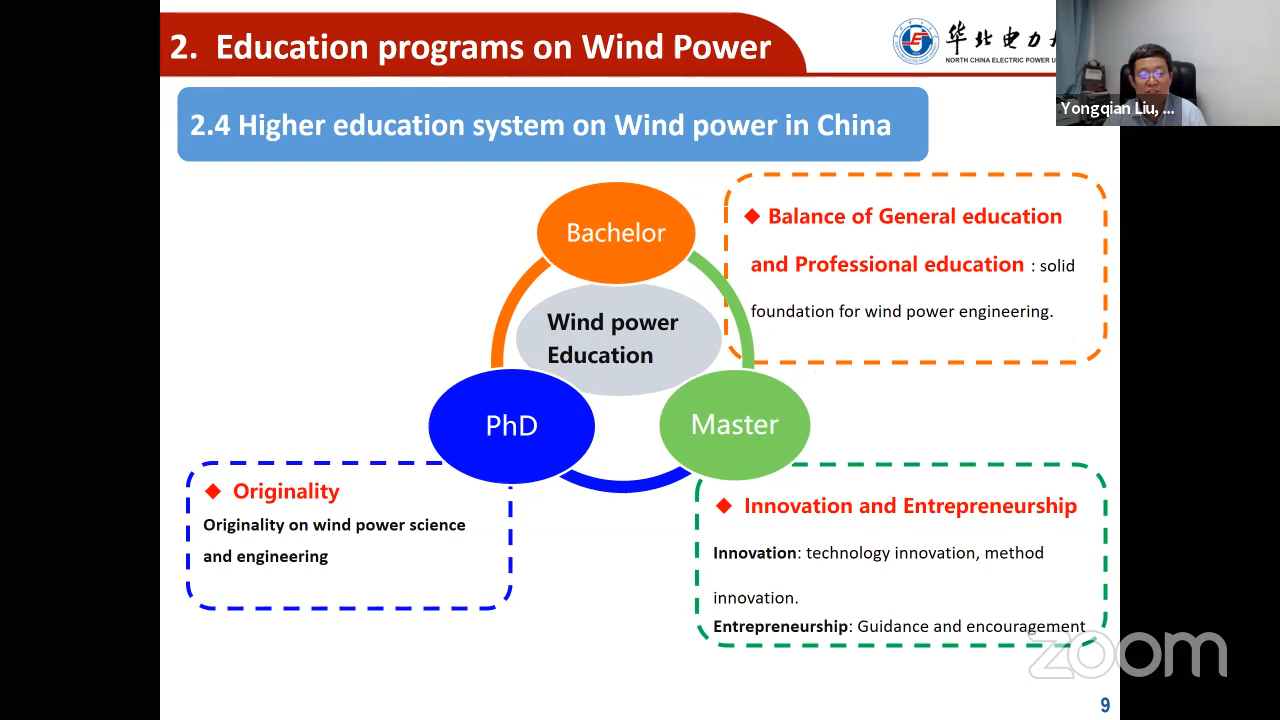 2. Education programs on Wind Power
华北电力大
NORTH CHINA ELECTRIC POWER U
Yongqian Liu, ...
2.4 Higher education system on Wind power in China
Bachelor
Wind power
Education
PhD
Master
◆ Balance of General education
and Professional education : solid
foundation for wind power engineering.
◆ Originality
Originality on wind power science
and engineering
◆ Innovation and Entrepreneurship
Innovation: technology innovation, method
innovation.
Entrepreneurship: Guidance and encouragement
zoom
9